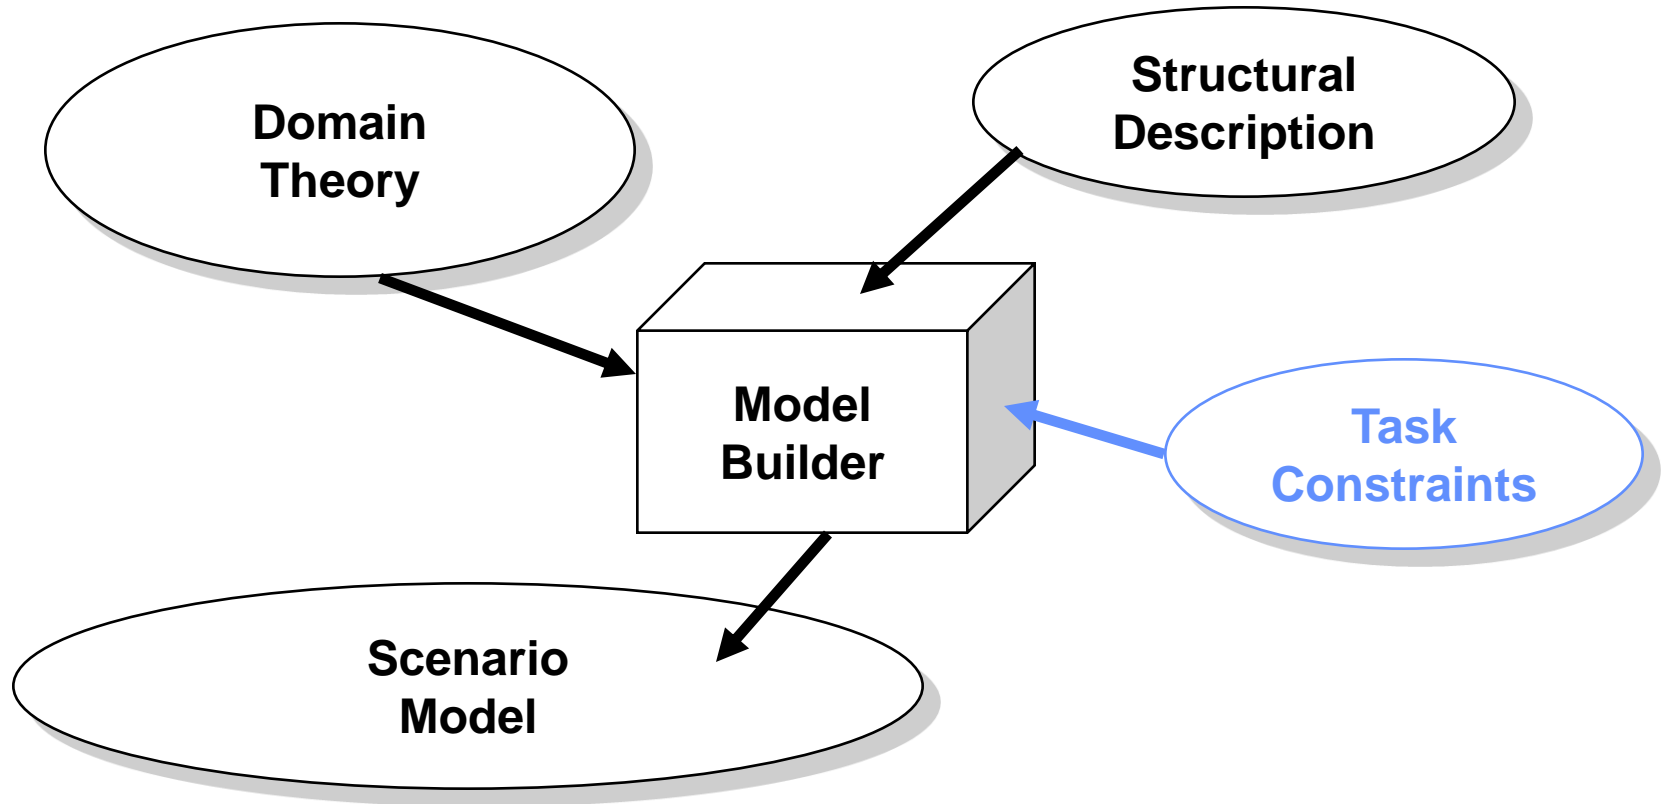 Domain
Theory
Structural
Description
Model
Builder
Task
Constraints
Scenario
Model